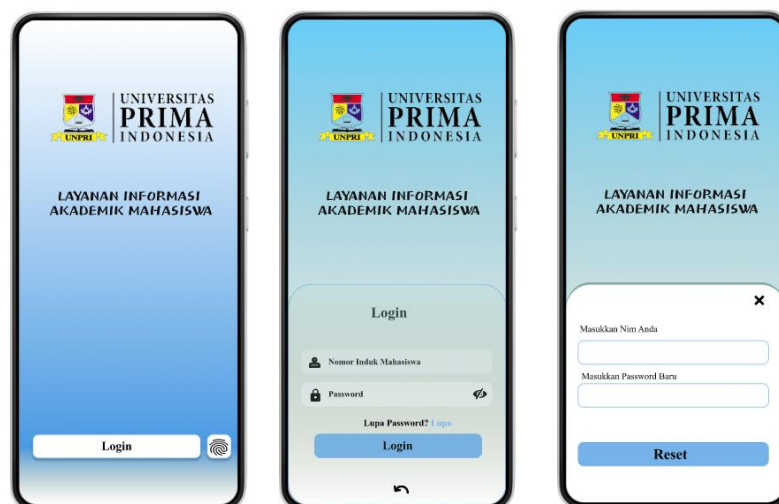 UNIVERSITAS
PRIMA
INDONESIA
UNPRI
LAYANAN INFORMASI
AKADEMIK MAHASISWA
Login
UNIVERSITAS
PRIMA
INDONESIA
UNPRI
LAYANAN INFORMASI
AKADEMIK MAHASISWA
Login
Nomor Induk Mahasiswa
Password
Lupa Password? Lupa
Login
UNIVERSITAS
PRIMA
INDONESIA
UNPRI
LAYANAN INFORMASI
AKADEMIK MAHASISWA
Masukkan Nim Anda
Masukkan Password Baru
Reset